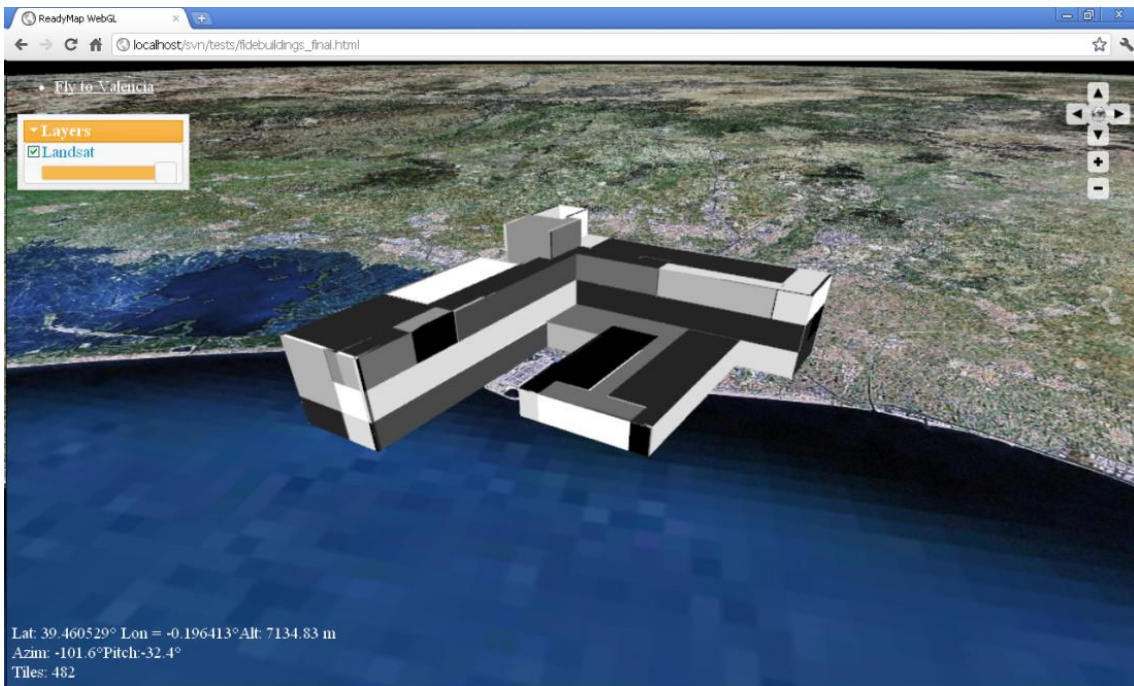 ReadyMap WebGL
localhost/svn/tests/fidebuildings_final.html
Fly to Valencia
Layers
Landsat
Lat: 39.460529° Lon = -0.196413°Alt: 7134.83 m
Azim: -101.6°Pitch:-32.4°
Tiles: 482